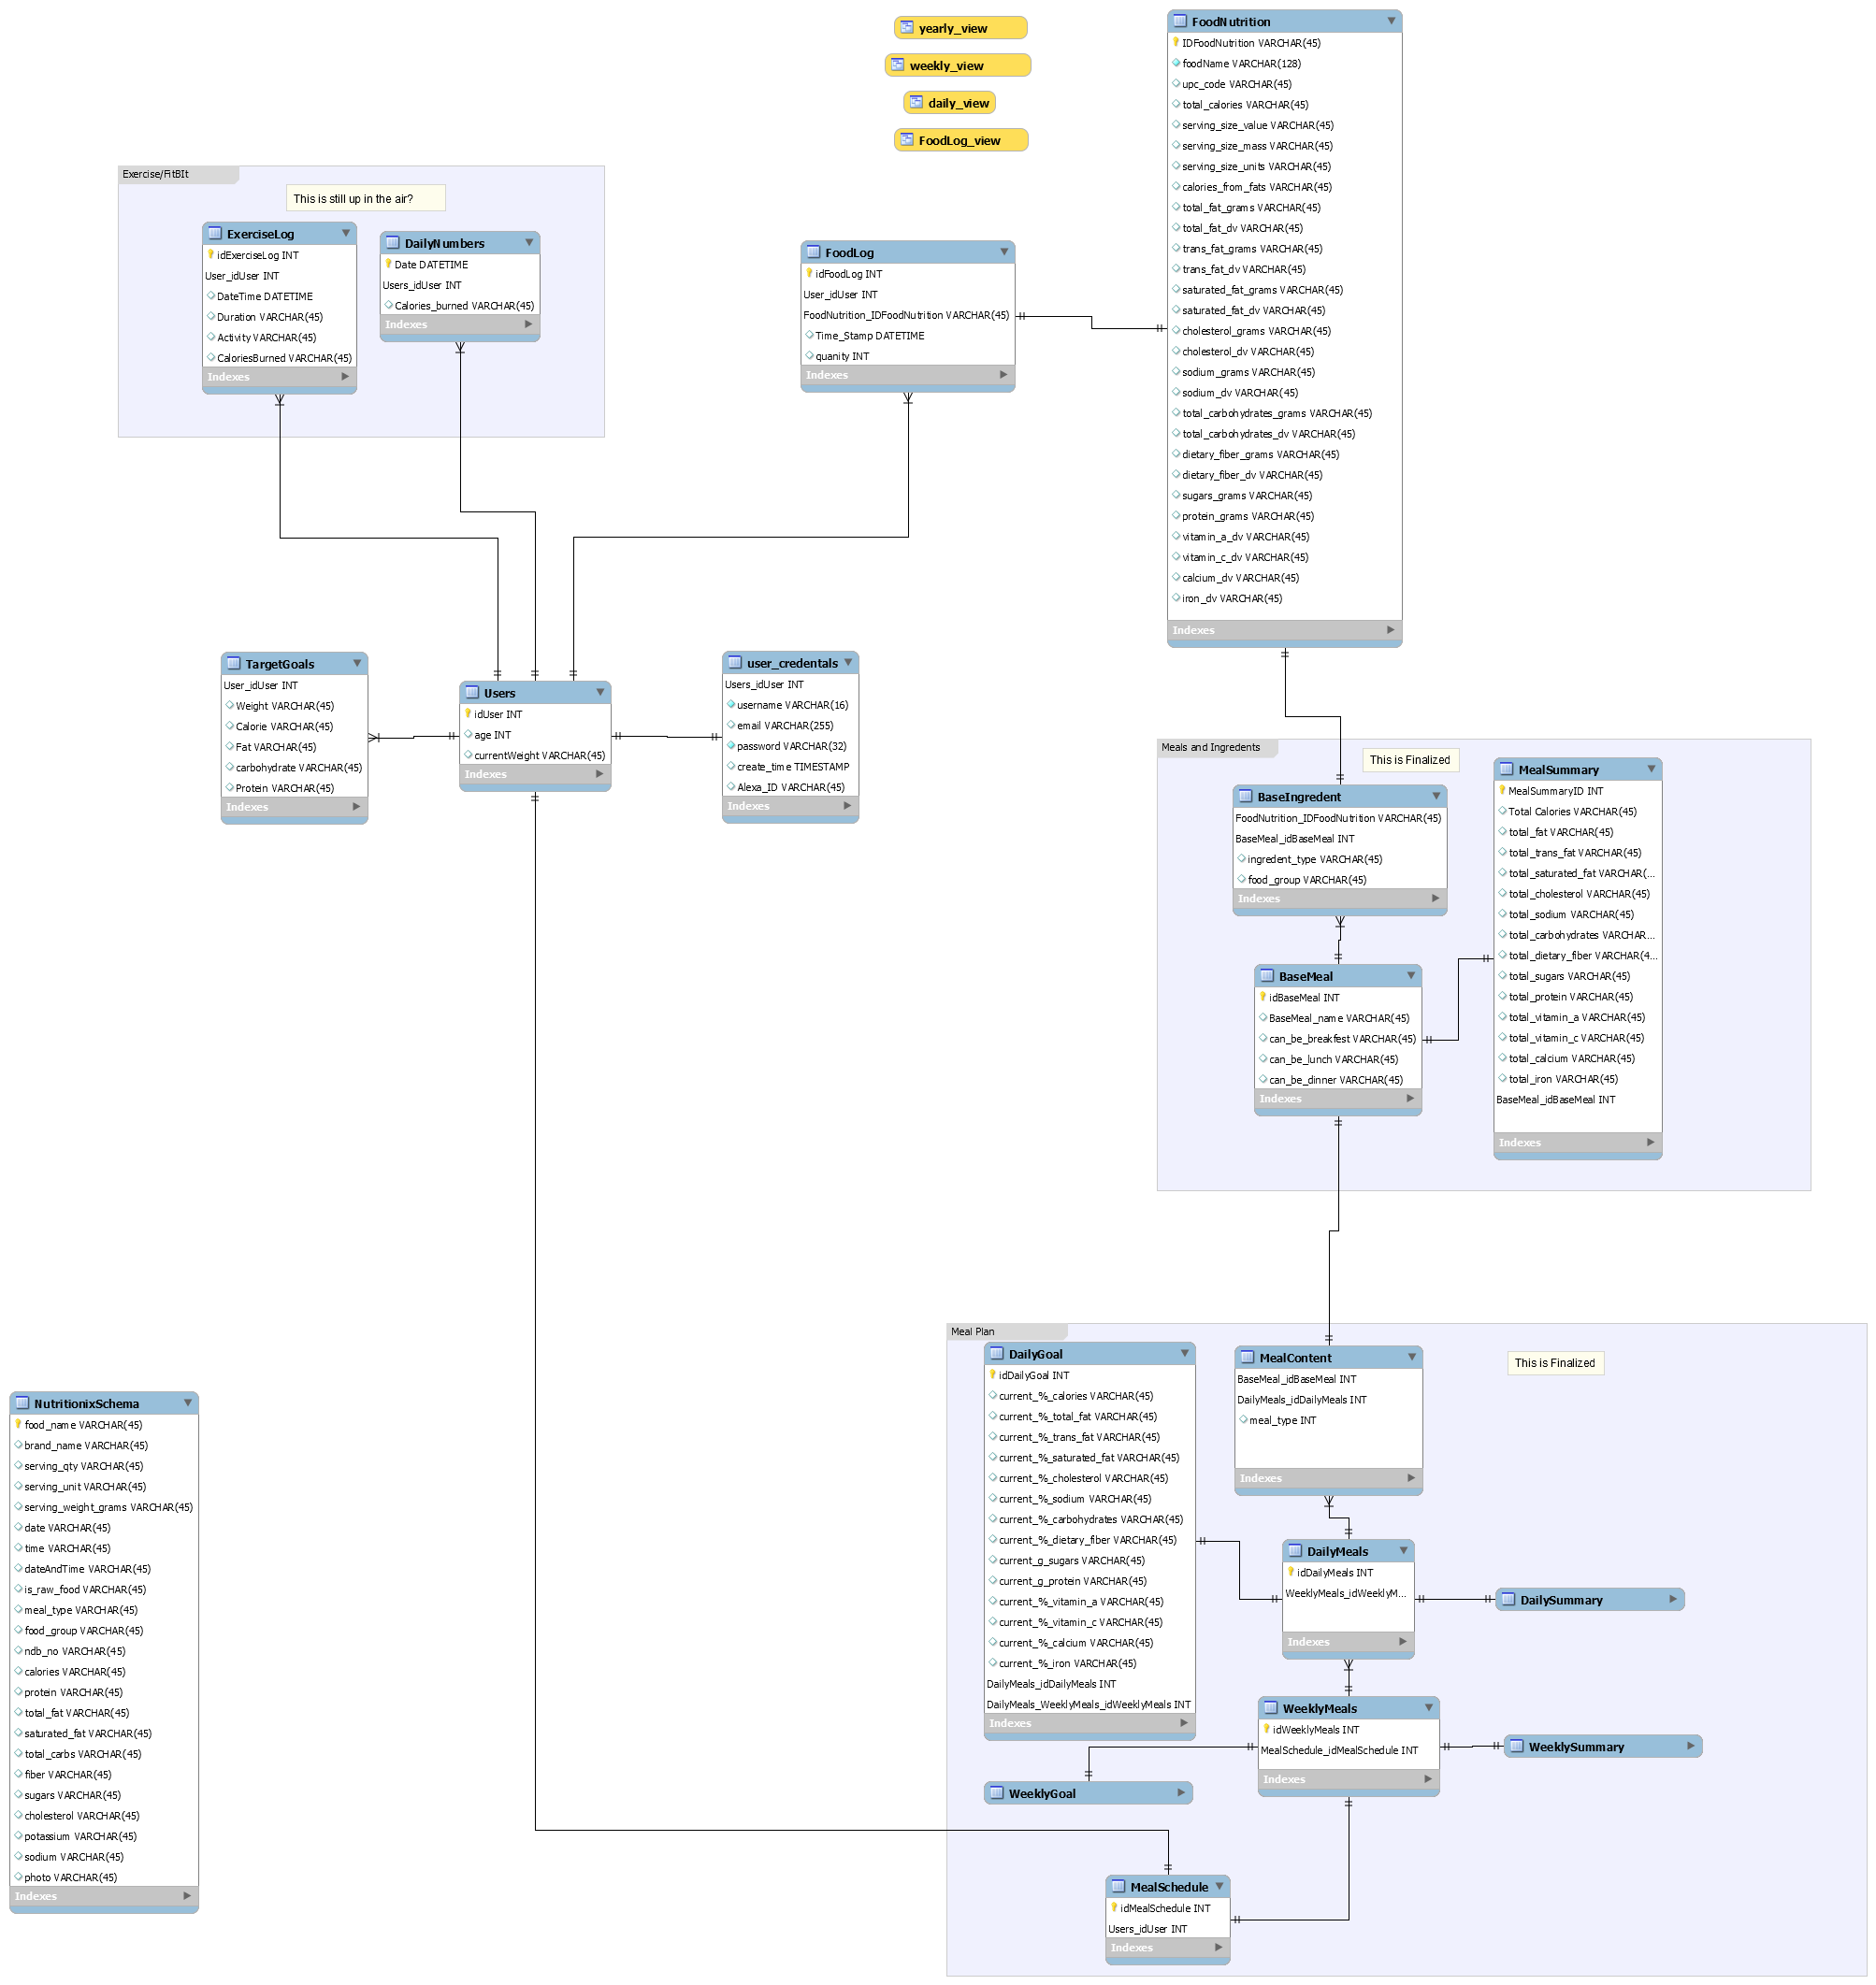 yearly_view
weekly_view
daily_view
FoodLog_view
FoodNutrition
IDFoodNutrition VARCHAR(45)
foodName VARCHAR(128)
upc_code VARCHAR(45)
total_calories VARCHAR(45)
serving_size_value VARCHAR(45)
serving_size_mass VARCHAR(45)
serving_size_units VARCHAR(45)
calories_from_fats VARCHAR(45)
total_fat_grams VARCHAR(45)
total_fat_dv VARCHAR(45)
trans_fat_grams VARCHAR(45)
trans_fat_dv VARCHAR(45)
saturated_fat_grams VARCHAR(45)
saturated_fat_dv VARCHAR(45)
cholesterol_grams VARCHAR(45)
cholesterol_dv VARCHAR(45)
sodium_grams VARCHAR(45)
sodium_dv VARCHAR(45)
total_carbohydrates_grams VARCHAR(45)
total_carbohydrates_dv VARCHAR(45)
dietary_fiber_grams VARCHAR(45)
dietary_fiber_dv VARCHAR(45)
sugars_grams VARCHAR(45)
protein_grams VARCHAR(45)
vitamin_a_dv VARCHAR(45)
vitamin_c_dv VARCHAR(45)
calcium_dv VARCHAR(45)
iron_dv VARCHAR(45)
Indexes
Exercise/FitBIt
This is still up in the air?
ExerciseLog
idExerciseLog INT
User_idUser INT
DateTime DATETIME
Duration VARCHAR(45)
Activity VARCHAR(45)
CaloriesBurned VARCHAR(45)
Indexes
DailyNumbers
Date DATETIME
Users_idUser INT
Calories_burned VARCHAR(45)
Indexes
FoodLog
idFoodLog INT
User_idUser INT
FoodNutrition_IDFoodNutrition VARCHAR(45)
Time_Stamp DATETIME
quanity INT
Indexes
TargetGoals
User_idUser INT
Weight VARCHAR(45)
Calorie VARCHAR(45)
Fat VARCHAR(45)
carbohydrate VARCHAR(45)
Protein VARCHAR(45)
Indexes
Users
idUser INT
age INT
currentWeight VARCHAR(45)
Indexes
user_credentals
Users_idUser INT
username VARCHAR(16)
email VARCHAR(255)
password VARCHAR(32)
create_time TIMESTAMP
Alexa_ID VARCHAR(45)
Indexes
Meals and Ingredents
This is Finalized
BaseIngredent
FoodNutrition_IDFoodNutrition VARCHAR(45)
BaseMeal_idBaseMeal INT
ingredent_type VARCHAR(45)
food_group VARCHAR(45)
Indexes
BaseMeal
idBaseMeal INT
BaseMeal_name VARCHAR(45)
can_be_breakfest VARCHAR(45)
can_be_lunch VARCHAR(45)
can_be_dinner VARCHAR(45)
Indexes
MealSummary
MealSummaryID INT
Total Calories VARCHAR(45)
total_fat VARCHAR(45)
total_trans_fat VARCHAR(45)
total_saturated_fat VARCHAR(...
total_cholesterol VARCHAR(45)
total_sodium VARCHAR(45)
total_carbohydrates VARCHAR...
total_dietary_fiber VARCHAR(4...
total_sugars VARCHAR(45)
total_protein VARCHAR(45)
total_vitamin_a VARCHAR(45)
total_vitamin_c VARCHAR(45)
total_calcium VARCHAR(45)
total_iron VARCHAR(45)
BaseMeal_idBaseMeal INT
Indexes
Meal Plan
This is Finalized
DailyGoal
idDailyGoal INT
current_%_calories VARCHAR(45)
current_%_total_fat VARCHAR(45)
current_%_trans_fat VARCHAR(45)
current_%_saturated_fat VARCHAR(45)
current_%_cholesterol VARCHAR(45)
current_%_sodium VARCHAR(45)
current_%_carbohydrates VARCHAR(45)
current_%_dietary_fiber VARCHAR(45)
current_g_sugars VARCHAR(45)
current_g_protein VARCHAR(45)
current_%_vitamin_a VARCHAR(45)
current_%_vitamin_c VARCHAR(45)
current_%_calcium VARCHAR(45)
current_%_iron VARCHAR(45)
DailyMeals_idDailyMeals INT
DailyMeals_WeeklyMeals_idWeeklyMeals INT
Indexes
MealContent
BaseMeal_idBaseMeal INT
DailyMeals_idDailyMeals INT
meal_type INT
Indexes
DailyMeals
idDailyMeals INT
WeeklyMeals_idWeeklyM...
Indexes
DailySummary
WeeklyMeals
idWeeklyMeals INT
MealSchedule_idMealSchedule INT
Indexes
WeeklySummary
WeeklyGoal
MealSchedule
idMealSchedule INT
Users_idUser INT
Indexes
NutritionixSchema
food_name VARCHAR(45)
brand_name VARCHAR(45)
serving_qty VARCHAR(45)
serving_unit VARCHAR(45)
serving_weight_grams VARCHAR(45)
date VARCHAR(45)
time VARCHAR(45)
dateAndTime VARCHAR(45)
is_raw_food VARCHAR(45)
meal_type VARCHAR(45)
food_group VARCHAR(45)
ndb_no VARCHAR(45)
calories VARCHAR(45)
protein VARCHAR(45)
total_fat VARCHAR(45)
saturated_fat VARCHAR(45)
total_carbs VARCHAR(45)
fiber VARCHAR(45)
sugars VARCHAR(45)
cholesterol VARCHAR(45)
potassium VARCHAR(45)
sodium VARCHAR(45)
photo VARCHAR(45)
Indexes